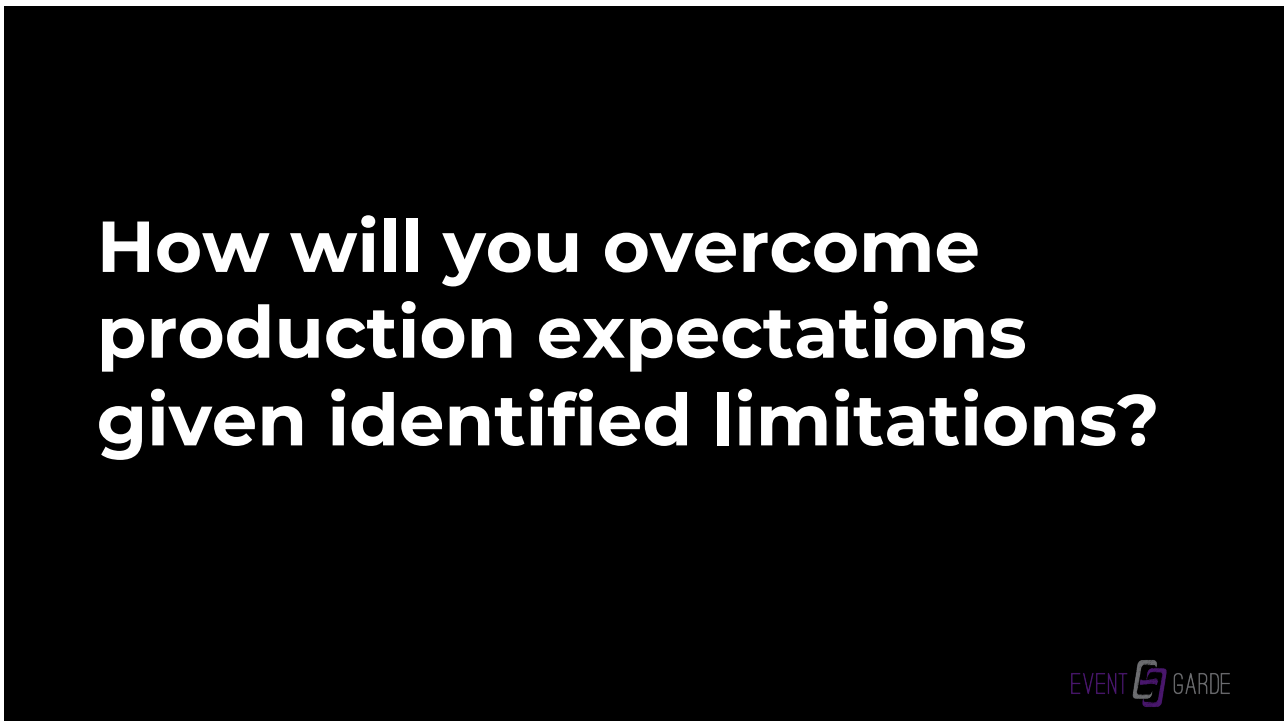 How will you overcome
production expectations
given identified limitations?
EVENT GARDE